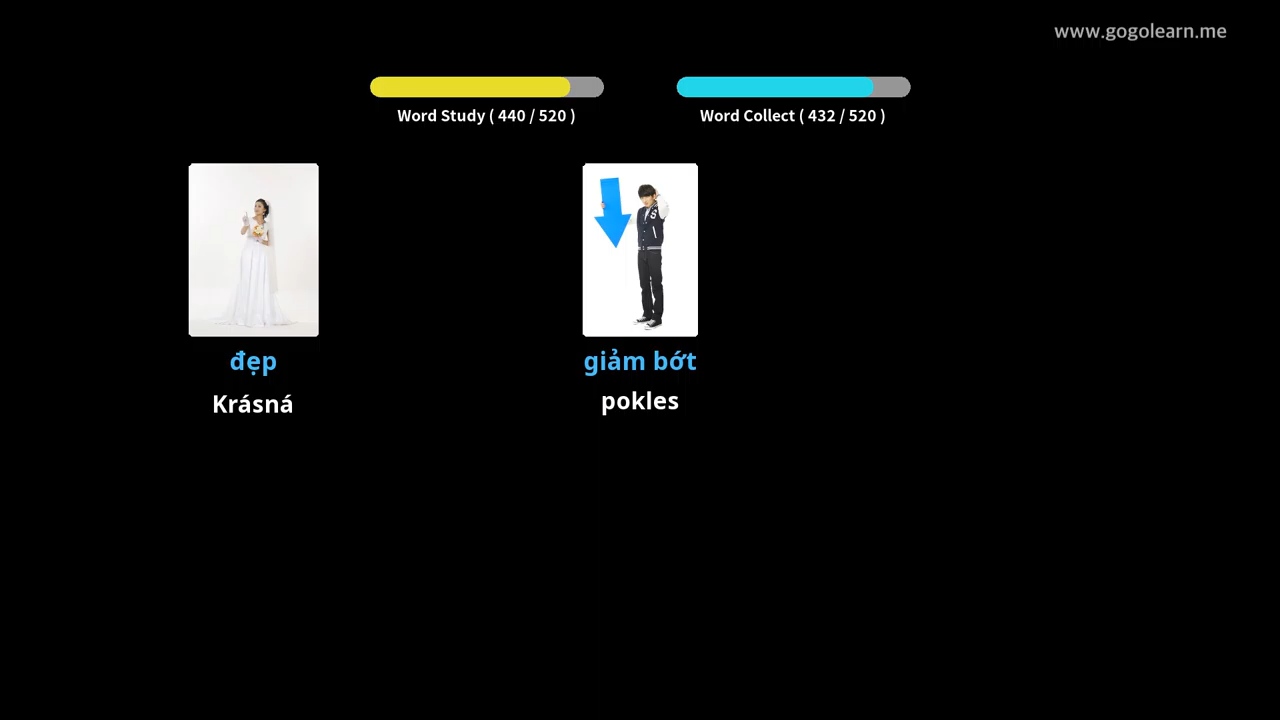 www.gogolearn.me
Word Study ( 440 / 520 )
Word Collect ( 432 / 520 )
đẹp
Krásná
giảm bớt
pokles